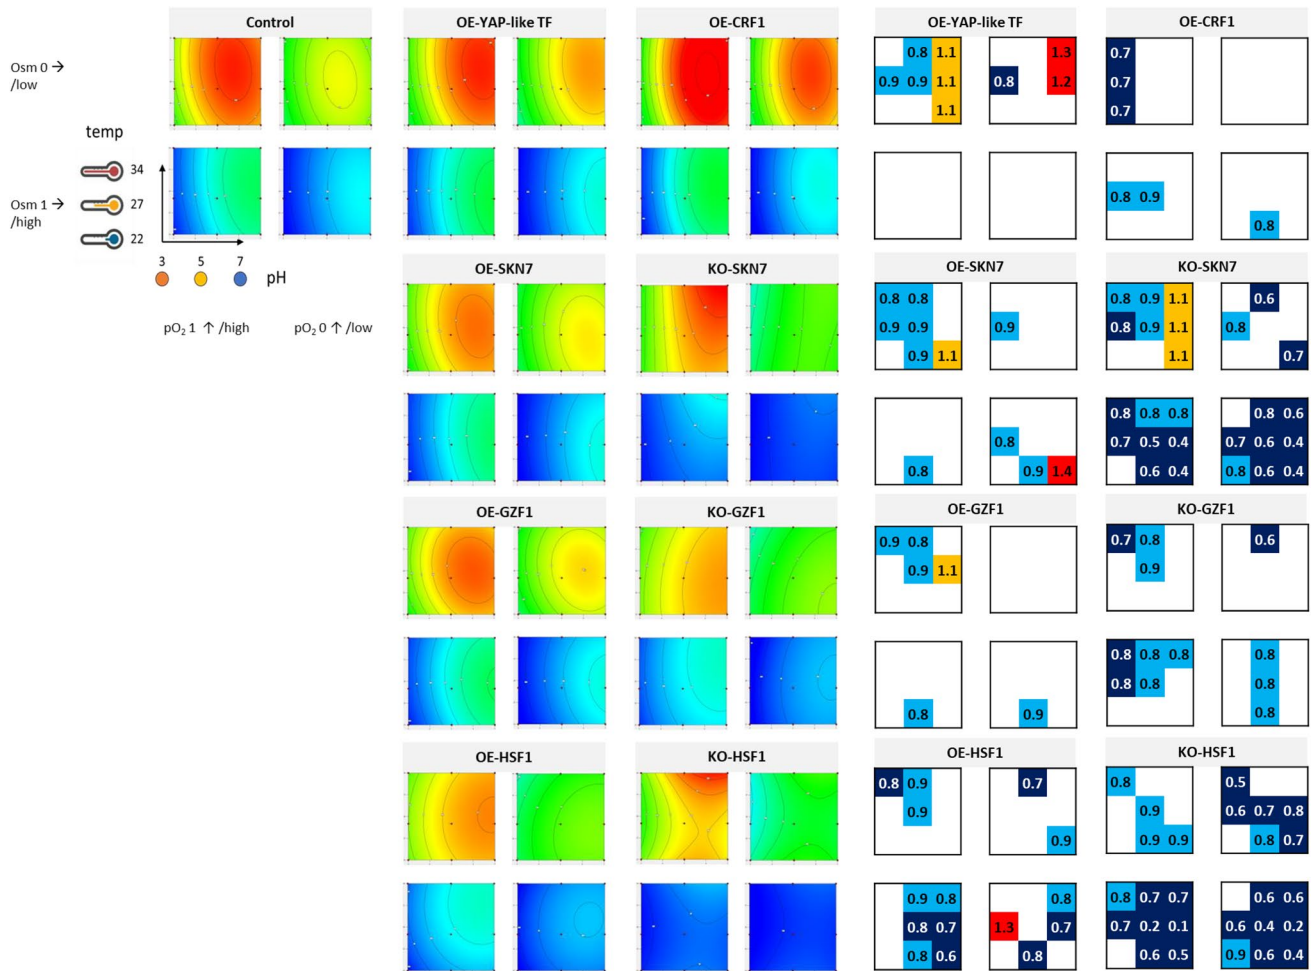 Control
OE-YAP-like TF
OE-CRF1
OE-YAP-like TF
OE-CRF1
Osm 0 →
/low
0.8 1.1
0.9 0.9 1.1
1.1
1.3
0.8 1.2
0.7
0.7
0.7
temp
34
Osm 1 →
/high
27
22
3 5 7
pH
pO₂ 1 ↑ /high
pO₂ 0 ↑ /low
0.8 0.9
0.8
OE-SKN7
KO-SKN7
OE-SKN7
KO-SKN7
0.8 0.8
0.9 0.9
0.9 1.1
0.9
0.8 0.9 1.1
0.8 0.9 1.1
1.1
0.6
0.8
0.7
0.8
0.8
0.9 1.4
0.8 0.8 0.8
0.7 0.5 0.4
0.6 0.4
0.8 0.6
0.7 0.6 0.4
0.8 0.6 0.4
OE-GZF1
KO-GZF1
OE-GZF1
KO-GZF1
0.9 0.8
0.9 1.1
0.7 0.8
0.9
0.6
0.8
0.9
0.8 0.8 0.8
0.8 0.8
0.8
0.8
0.8
OE-HSF1
KO-HSF1
OE-HSF1
KO-HSF1
0.8 0.9
0.9
0.7
0.9
0.8
0.9
0.9 0.9
0.5
0.6 0.7 0.8
0.8 0.7
0.9 0.8
0.8 0.7
0.8 0.6
0.8
1.3 0.7
0.8
0.8 0.7 0.7
0.7 0.2 0.1
0.6 0.5
0.6 0.6
0.6 0.4 0.2
0.9 0.6 0.4